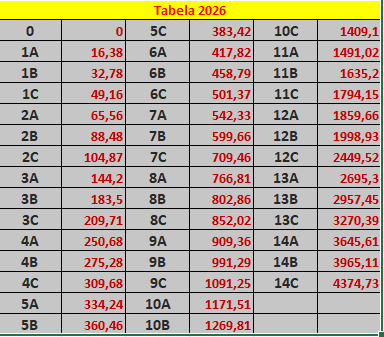 Tabela 2026
0 0 5C 383,42 10C 1409,1
1A 16,38 6A 417,82 11A 1491,02
1B 32,78 6B 458,79 11B 1635,2
1C 49,16 6C 501,37 11C 1794,15
2A 65,56 7A 542,33 12A 1859,66
2B 88,48 7B 599,66 12B 1998,93
2C 104,87 7C 709,46 12C 2449,52
3A 144,2 8A 766,81 13A 2695,3
3B 183,5 8B 802,86 13B 2957,45
3C 209,71 8C 852,02 13C 3270,39
4A 250,68 9A 909,36 14A 3645,61
4B 275,28 9B 991,29 14B 3965,11
4C 309,68 9C 1091,25 14C 4374,73
5A 334,24 10A 1171,51
5B 360,46 10B 1269,81